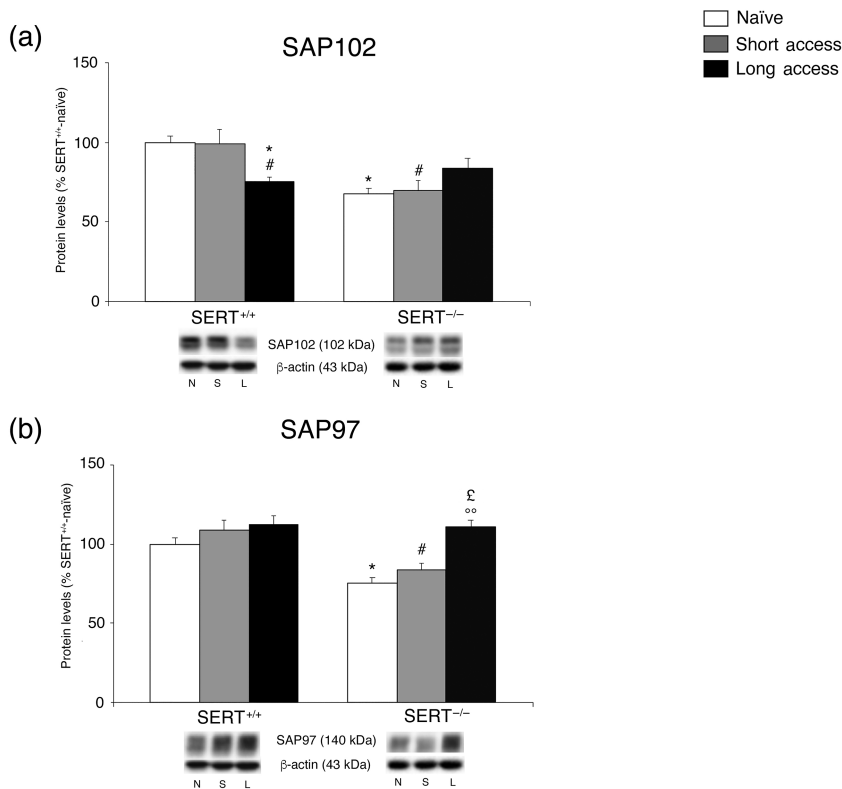 (a)
SAP102
Naïve
Short access
Long access
Protein levels (% SERT⁺/⁺-naïve)
150
100
50
0
*
#
*
#
SERT⁺/⁺
SERT⁻/⁻
SAP102 (102 kDa)
β-actin (43 kDa)
N S L
N S L
(b)
SAP97
Protein levels (% SERT⁺/⁺-naïve)
150
100
50
0
*
#
£
°°
SERT⁺/⁺
SERT⁻/⁻
SAP97 (140 kDa)
β-actin (43 kDa)
N S L
N S L